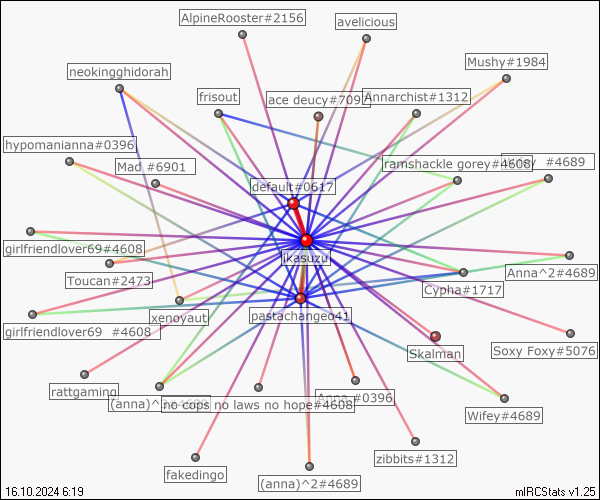 AlpineRooster#2156
avelicious
Mushy#1984
neokingghidorah
frisout
ace deucy#709
Annarchist#1312
hypomanianna#0396
Mad #6901
ramshackle gorey#4608
#4689
default#0617
ikasuzu
girlfriendlover69#4608
Toucan#2473
Anna^2#4689
Cypha#1717
xenoyaut
pastachangeo41
girlfriendlover69 #4608
Skalman
Soxy Foxy#5076
rattgaming
(anna)^
no cops no laws no hope#4608
Anna #0396
Wifey#4689
fakedingo
zibbits#1312
(anna)^2#4689
16.10.2024 6:19
mIRCStats v1.25